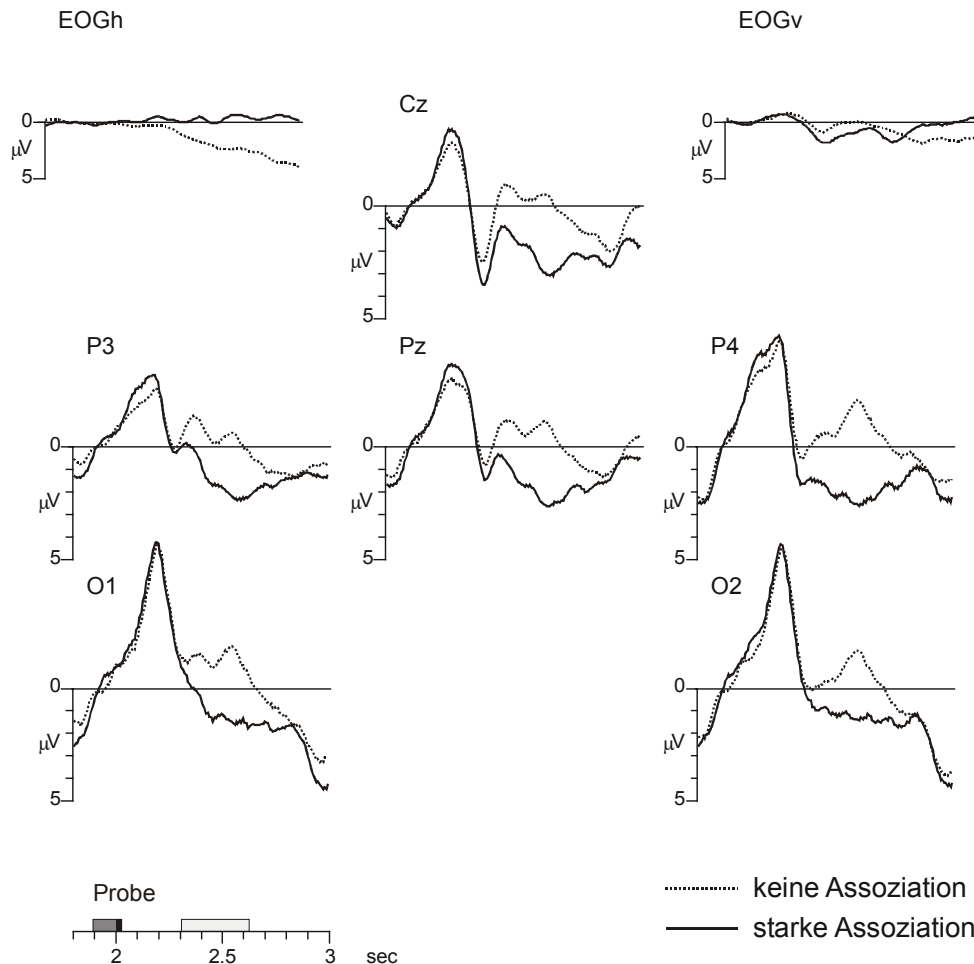 EOGh
EOGv
Cz
0
µV
5
0
µV
5
0
µV
5
P3
Pz
P4
0
µV
5
0
µV
5
0
µV
5
O1
O2
0
µV
5
0
µV
5
Probe
2
2.5
3
sec
keine Assoziation
starke Assoziation